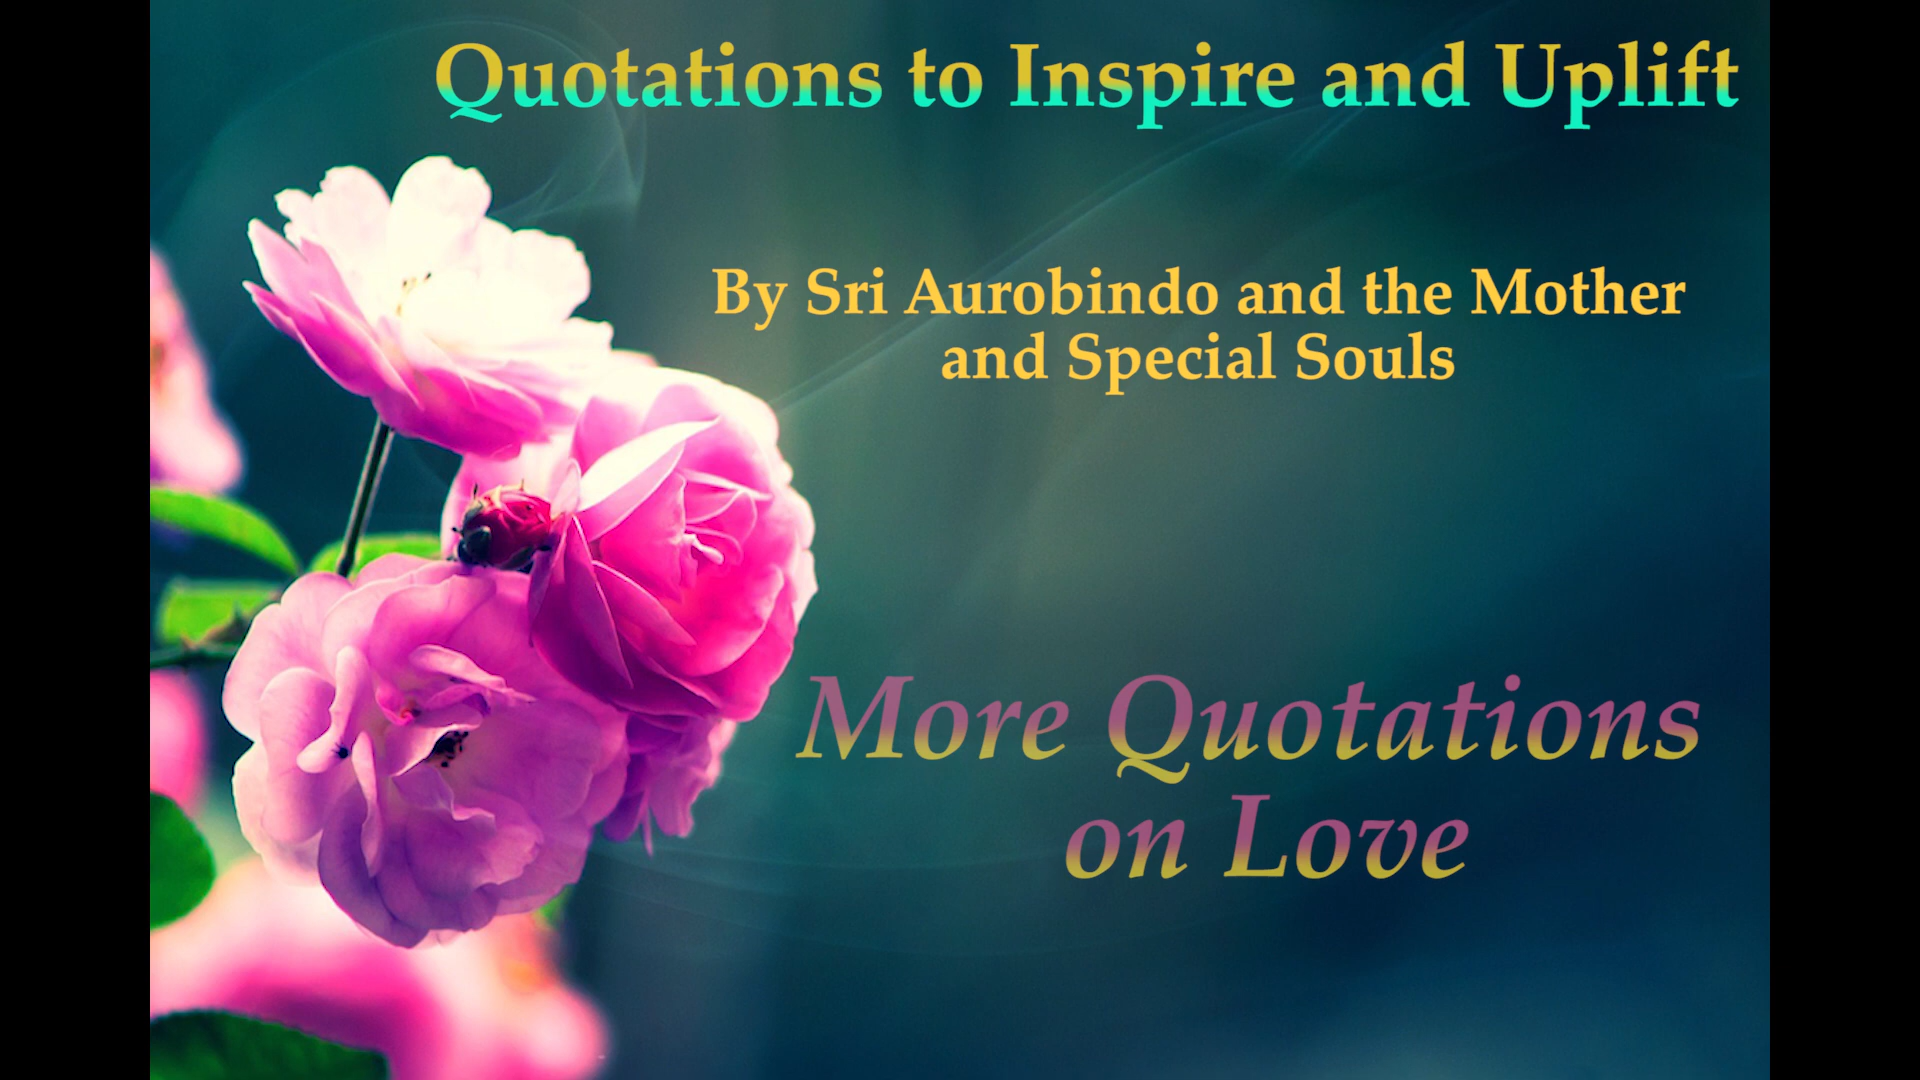 Quotations to Inspire and Uplift
By Sri Aurobindo and the Mother
and Special Souls
More Quotations
on Love